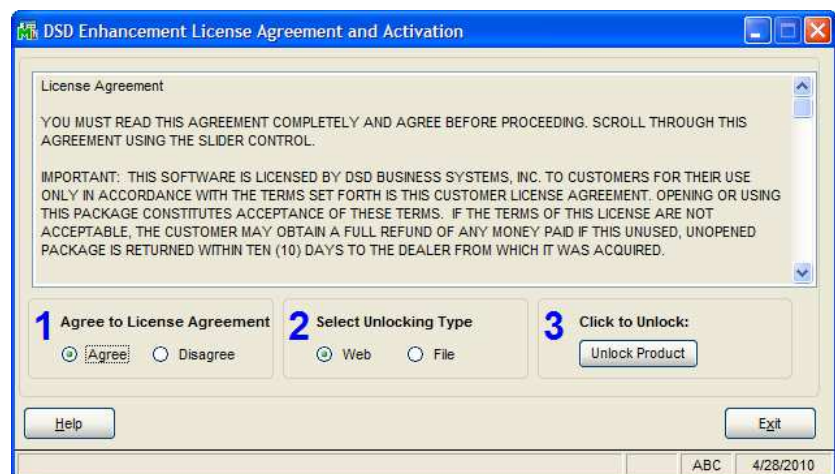 DSD Enhancement License Agreement and Activation
License Agreement
YOU MUST READ THIS AGREEMENT COMPLETELY AND AGREE BEFORE PROCEEDING. SCROLL THROUGH THIS
AGREEMENT USING THE SLIDER CONTROL.
IMPORTANT: THIS SOFTWARE IS LICENSED BY DSD BUSINESS SYSTEMS, INC. TO CUSTOMERS FOR THEIR USE
ONLY IN ACCORDANCE WITH THE TERMS SET FORTH IS THIS CUSTOMER LICENSE AGREEMENT. OPENING OR USING
THIS PACKAGE CONSTITUTES ACCEPTANCE OF THESE TERMS. IF THE TERMS OF THIS LICENSE ARE NOT
ACCEPTABLE, THE CUSTOMER MAY OBTAIN A FULL REFUND OF ANY MONEY PAID IF THIS UNUSED, UNOPENED
PACKAGE IS RETURNED WITHIN TEN (10) DAYS TO THE DEALER FROM WHICH IT WAS ACQUIRED.
1 Agree to License Agreement
Agree Disagree
2 Select Unlocking Type
Web File
3 Click to Unlock:
Unlock Product
Help Exit
ABC 4/28/2010